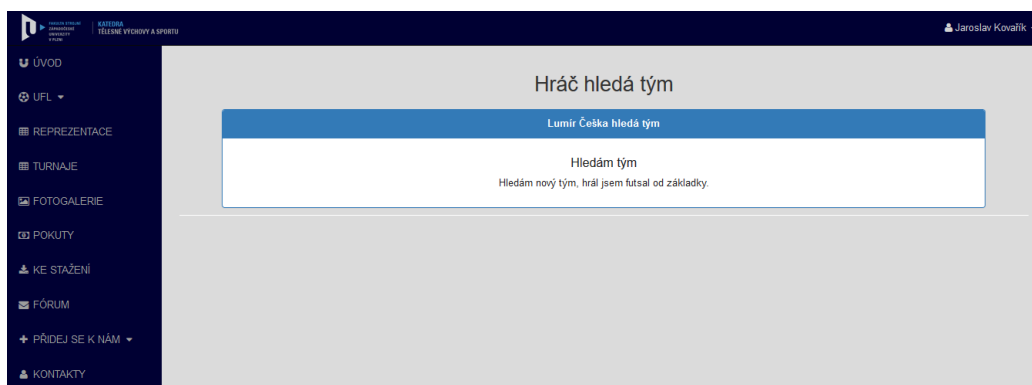 KATEDRA
TĚLESNÉ VÝCHOVY A SPORTU
Jaroslav Kovařík
ÚVOD
UFL
REPREZENTACE
TURNAJE
FOTOGALERIE
POKUTY
KE STAŽENÍ
FÓRUM
PŘIDEJ SE K NÁM
KONTAKTY
Hráč hledá tým
Lumír Češka hledá tým
Hledám tým
Hledám nový tým, hrál jsem futsal od základky.